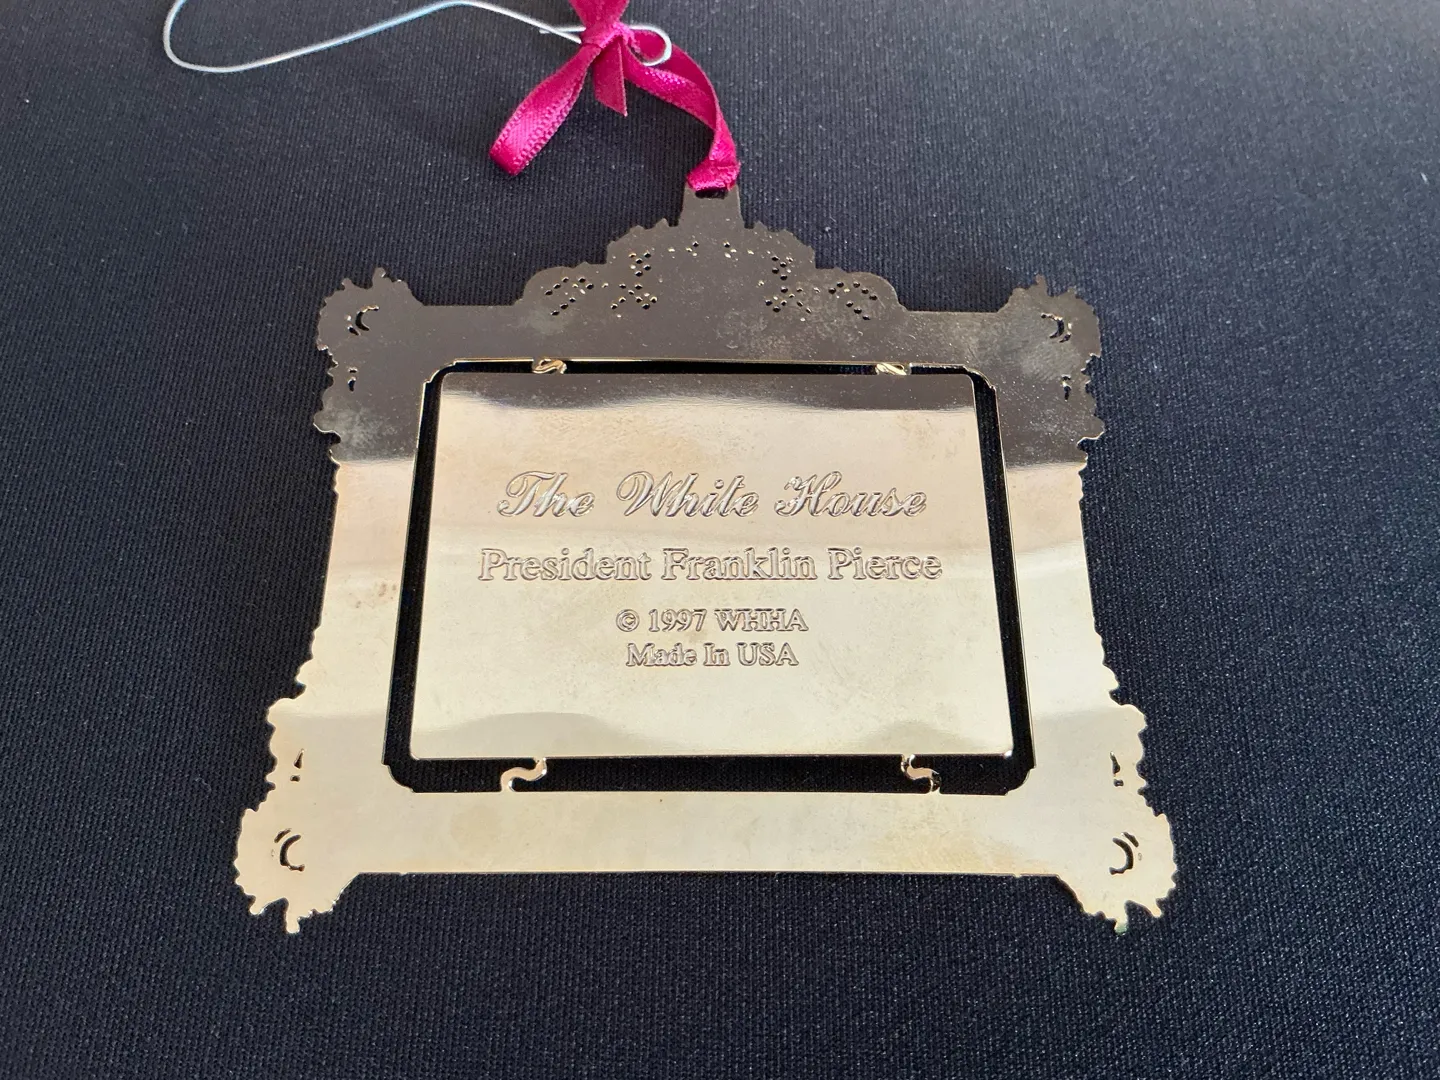 The White House
President Franklin Pierce
© 1997 WHHA
Made In USA